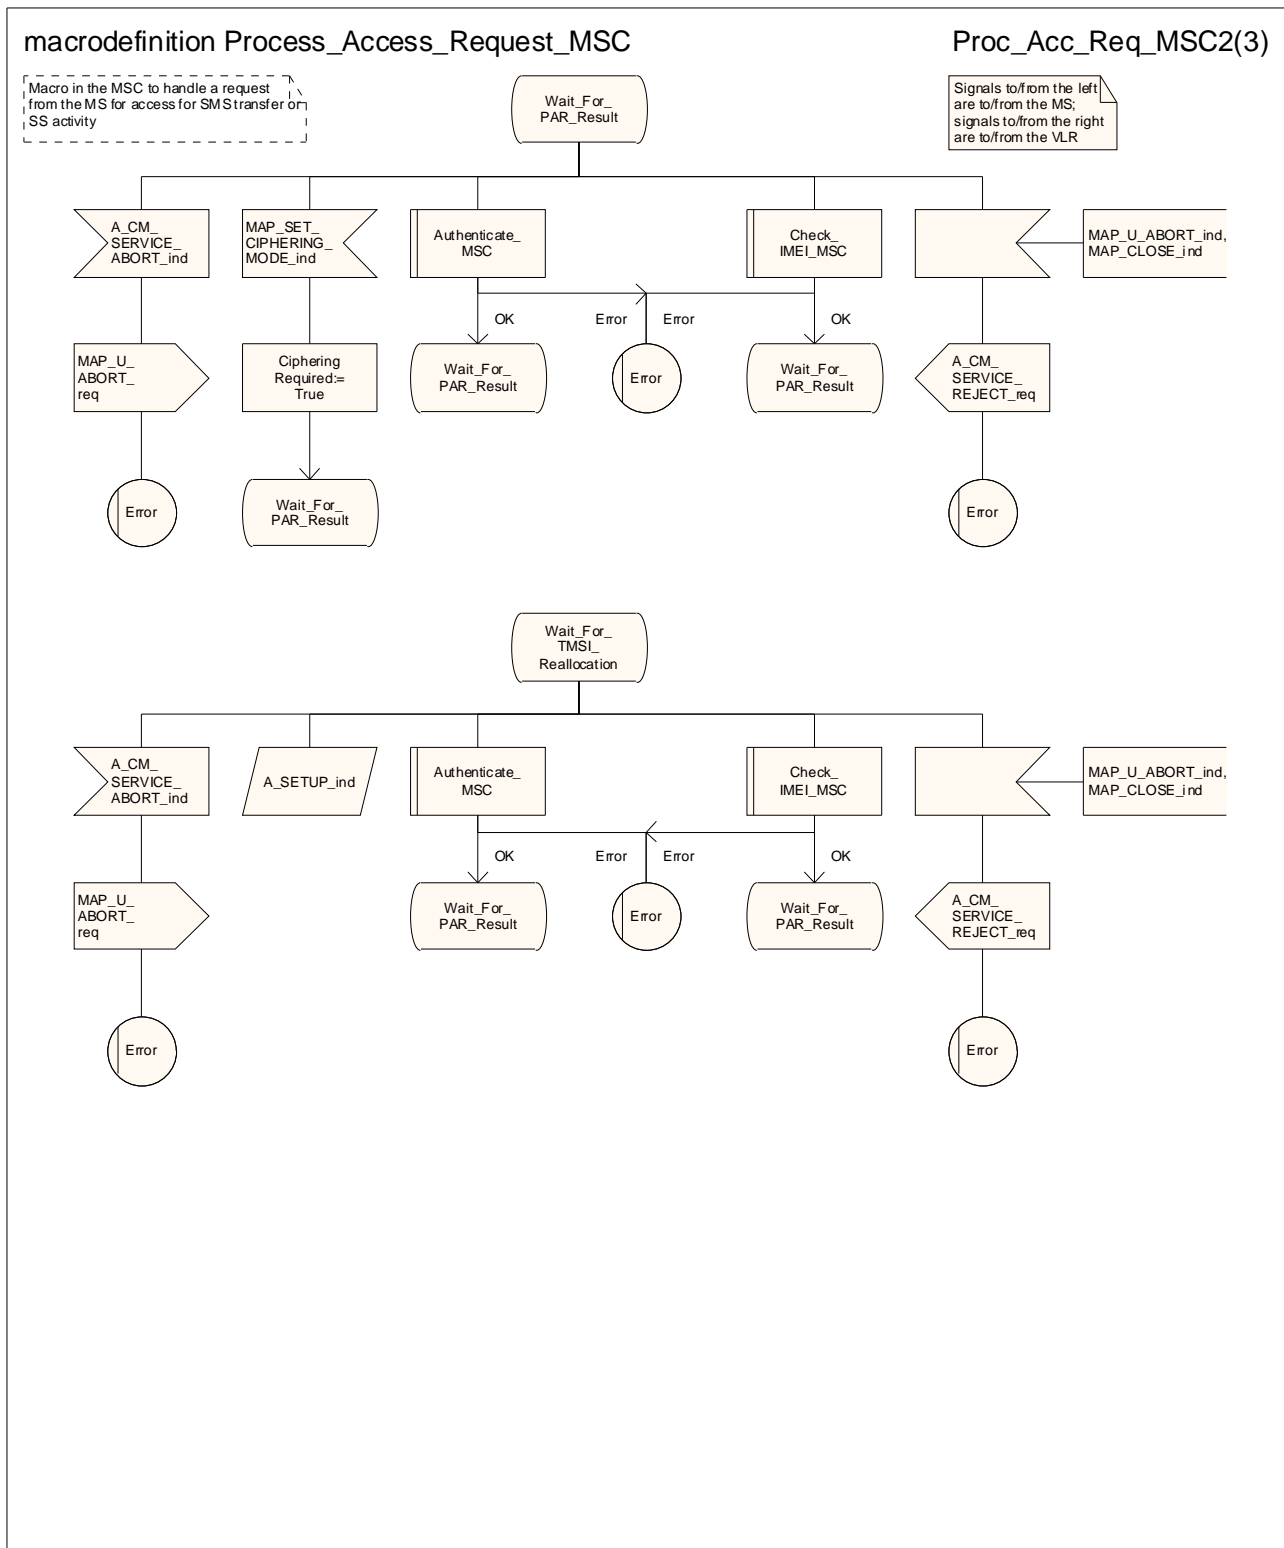 macrodefinition Process_Access_Request_MSC
Proc_Acc_Req_MSC2(3)
Macro in the MSC to handle a request
from the MS for access for SMS transfer or
SS activity
Wait_For_
PAR_Result
Signals to/from the left
are to/from the MS;
signals to/from the right
are to/from the VLR
A_CM_
SERVICE_
ABORT_ind
MAP_SET_
CIPHERING_
MODE_ind
Authenticate_
MSC
Check_
IMEI_MSC
MAP_U_ABORT_ind,
MAP_CLOSE_ind
OK
Error
Error
OK
MAP_U_
ABORT_
req
Ciphering
Required:=
True
Wait_For_
PAR_Result
Error
Wait_For_
PAR_Result
A_CM_
SERVICE_
REJECT_req
Error
Wait_For_
PAR_Result
Error
Wait_For_
TMSI_
Reallocation
A_CM_
SERVICE_
ABORT_ind
A_SETUP_ind
Authenticate_
MSC
Check_
IMEI_MSC
MAP_U_ABORT_ind,
MAP_CLOSE_ind
OK
Error
Error
OK
MAP_U_
ABORT_
req
Wait_For_
PAR_Result
Error
Wait_For_
PAR_Result
A_CM_
SERVICE_
REJECT_req
Error
Error